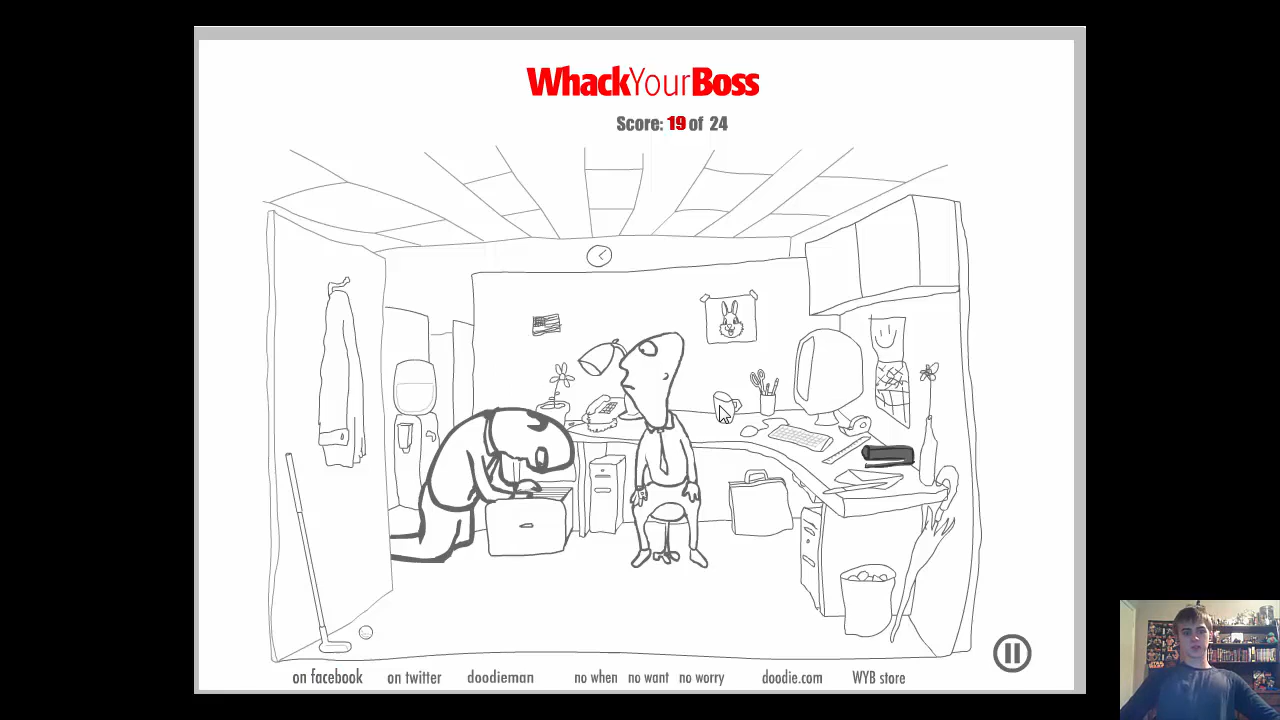 WhackYourBoss
Score: 19 of 24
on facebook on twitter doodieman no when no want no worry doodie.com WYB store